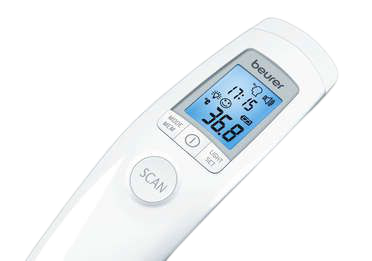 beurer
17:15
°C
36.8
MODE
MEM
LIGHT
SET
SCAN